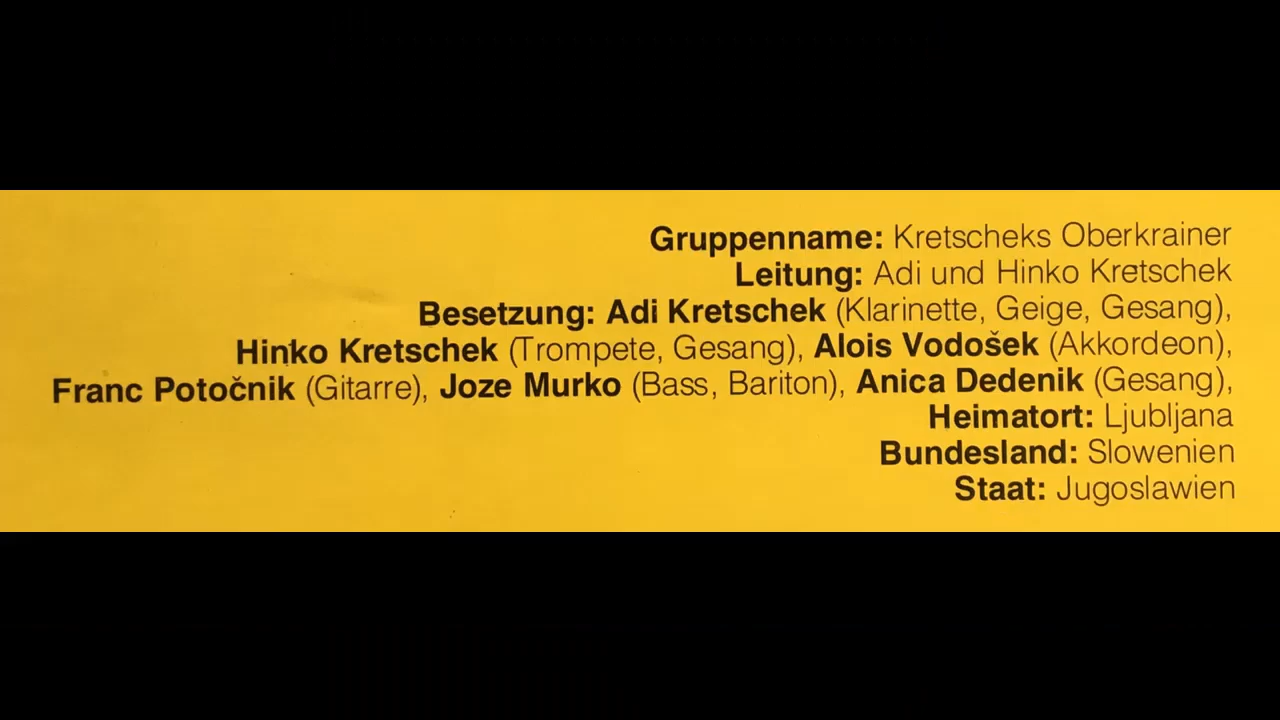 Gruppenname: Kretscheks Oberkrainer
Leitung: Adi und Hinko Kretschek
Besetzung: Adi Kretschek (Klarinette, Geige, Gesang),
Hinko Kretschek (Trompete, Gesang), Alois Vodošek (Akkordeon),
Franc Potočnik (Gitarre), Joze Murko (Bass, Bariton), Anica Dedenik (Gesang),
Heimatort: Ljubljana
Bundesland: Slowenien
Staat: Jugoslawien